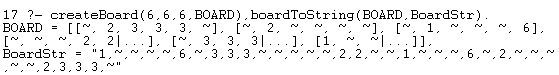 17 ?- createBoard(6,6,6,BOARD),boardToString(BOARD,BoardStr).
BOARD = [[~, 2, 3, 3, 3, ~], [~, 2, ~, ~, ~, ~], [~, 1, ~, ~, ~, 6],
[~, ~, ~, 2, 2|...], [~, 3, 3, 3|...], [1, ~, ~|...]],
BoardStr = "1,~,~,~,~,6,~,3,3,3,~,~,~,~,~,2,2,~,~,1,~,~,~,6,~,2,~,~,~
,~,~,2,3,3,3,~"